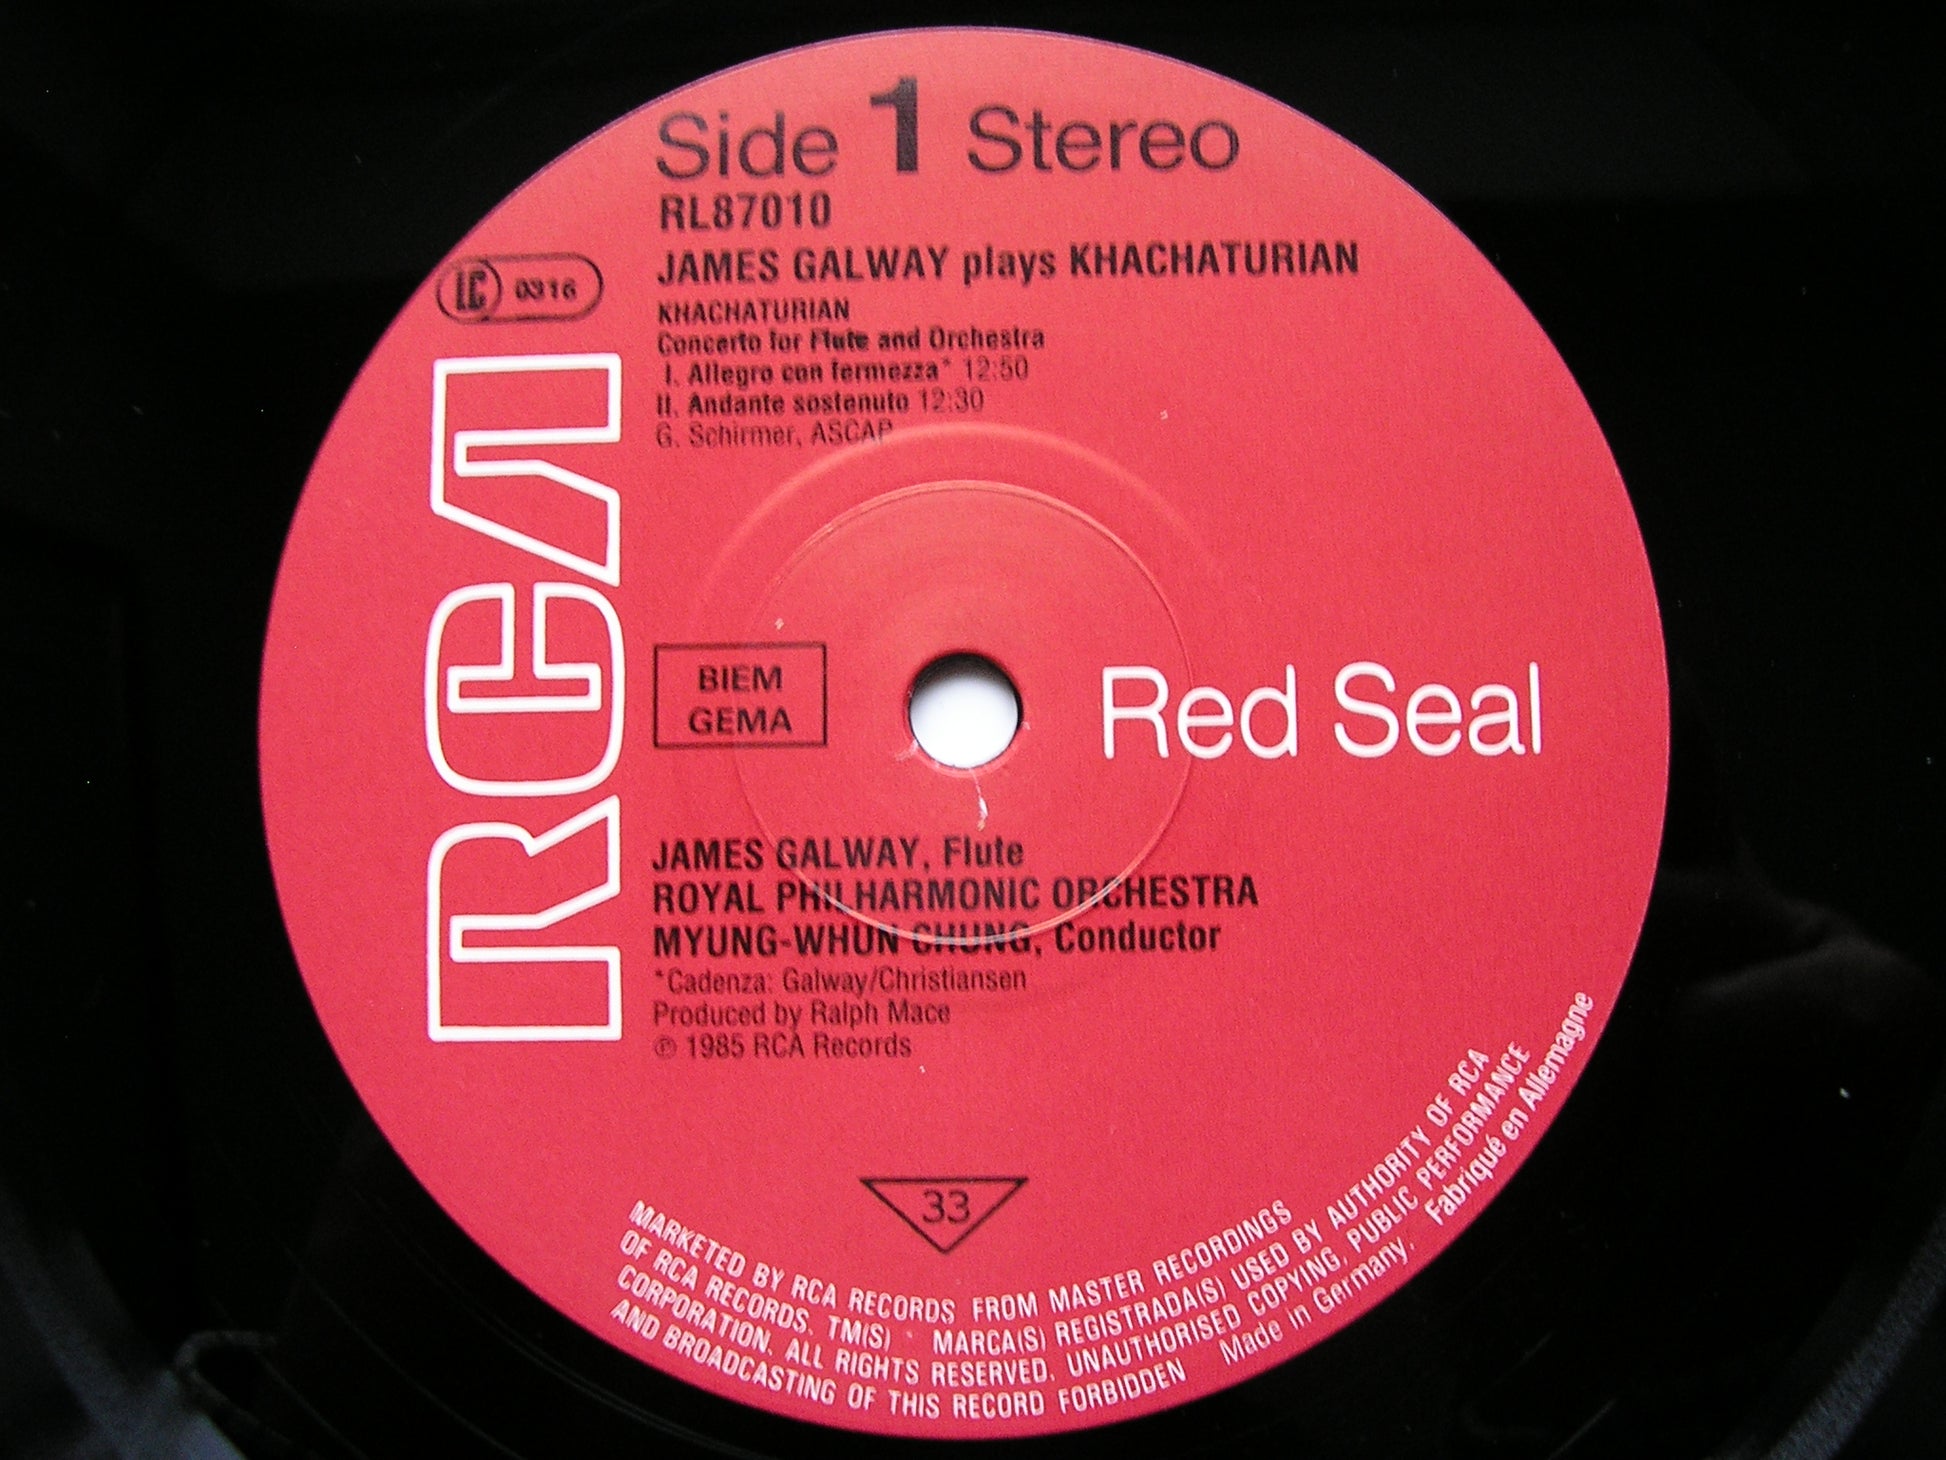 Side 1 Stereo
RL87010
JAMES GALWAY plays KHACHATURIAN
LC 0316
KHACHATURIAN
Concerto for Flute and Orchestra
I. Allegro con fermezza* 12:50
II. Andante sostenuto 12:30
G. Schirmer, ASCAP
RCA
BIEM
GEMA
Red Seal
JAMES GALWAY, Flute
ROYAL PHILHARMONIC ORCHESTRA
MYUNG-WHUN CHUNG, Conductor
*Cadenza: Galway/Christiansen
Produced by Ralph Mace
℗ 1985 RCA Records
33
MARKETED BY RCA RECORDS FROM MASTER RECORDINGS
OF RCA RECORDS. TM(S) • MARCA(S) REGISTRADA(S) USED BY AUTHORITY OF RCA
CORPORATION. ALL RIGHTS RESERVED. UNAUTHORISED COPYING, PUBLIC PERFORMANCE
AND BROADCASTING OF THIS RECORD FORBIDDEN Made in Germany. Fabriqué en Allemagne